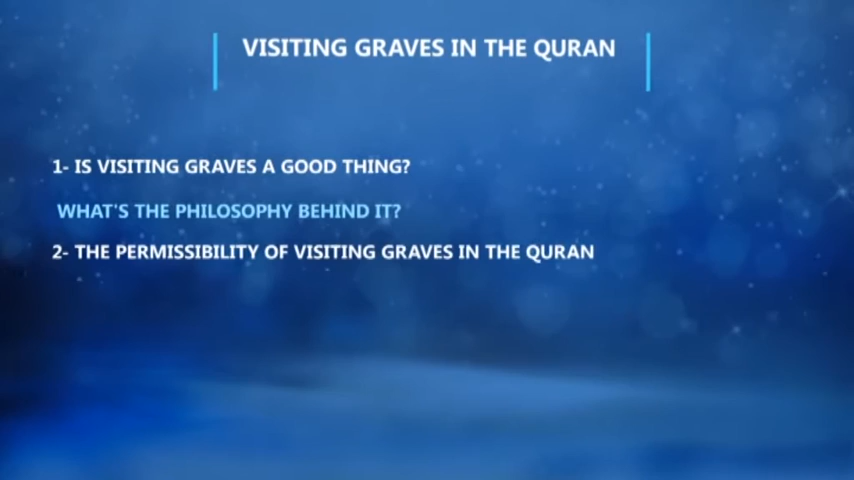 VISITING GRAVES IN THE QURAN
1- IS VISITING GRAVES A GOOD THING?
WHAT'S THE PHILOSOPHY BEHIND IT?
2- THE PERMISSIBILITY OF VISITING GRAVES IN THE QURAN